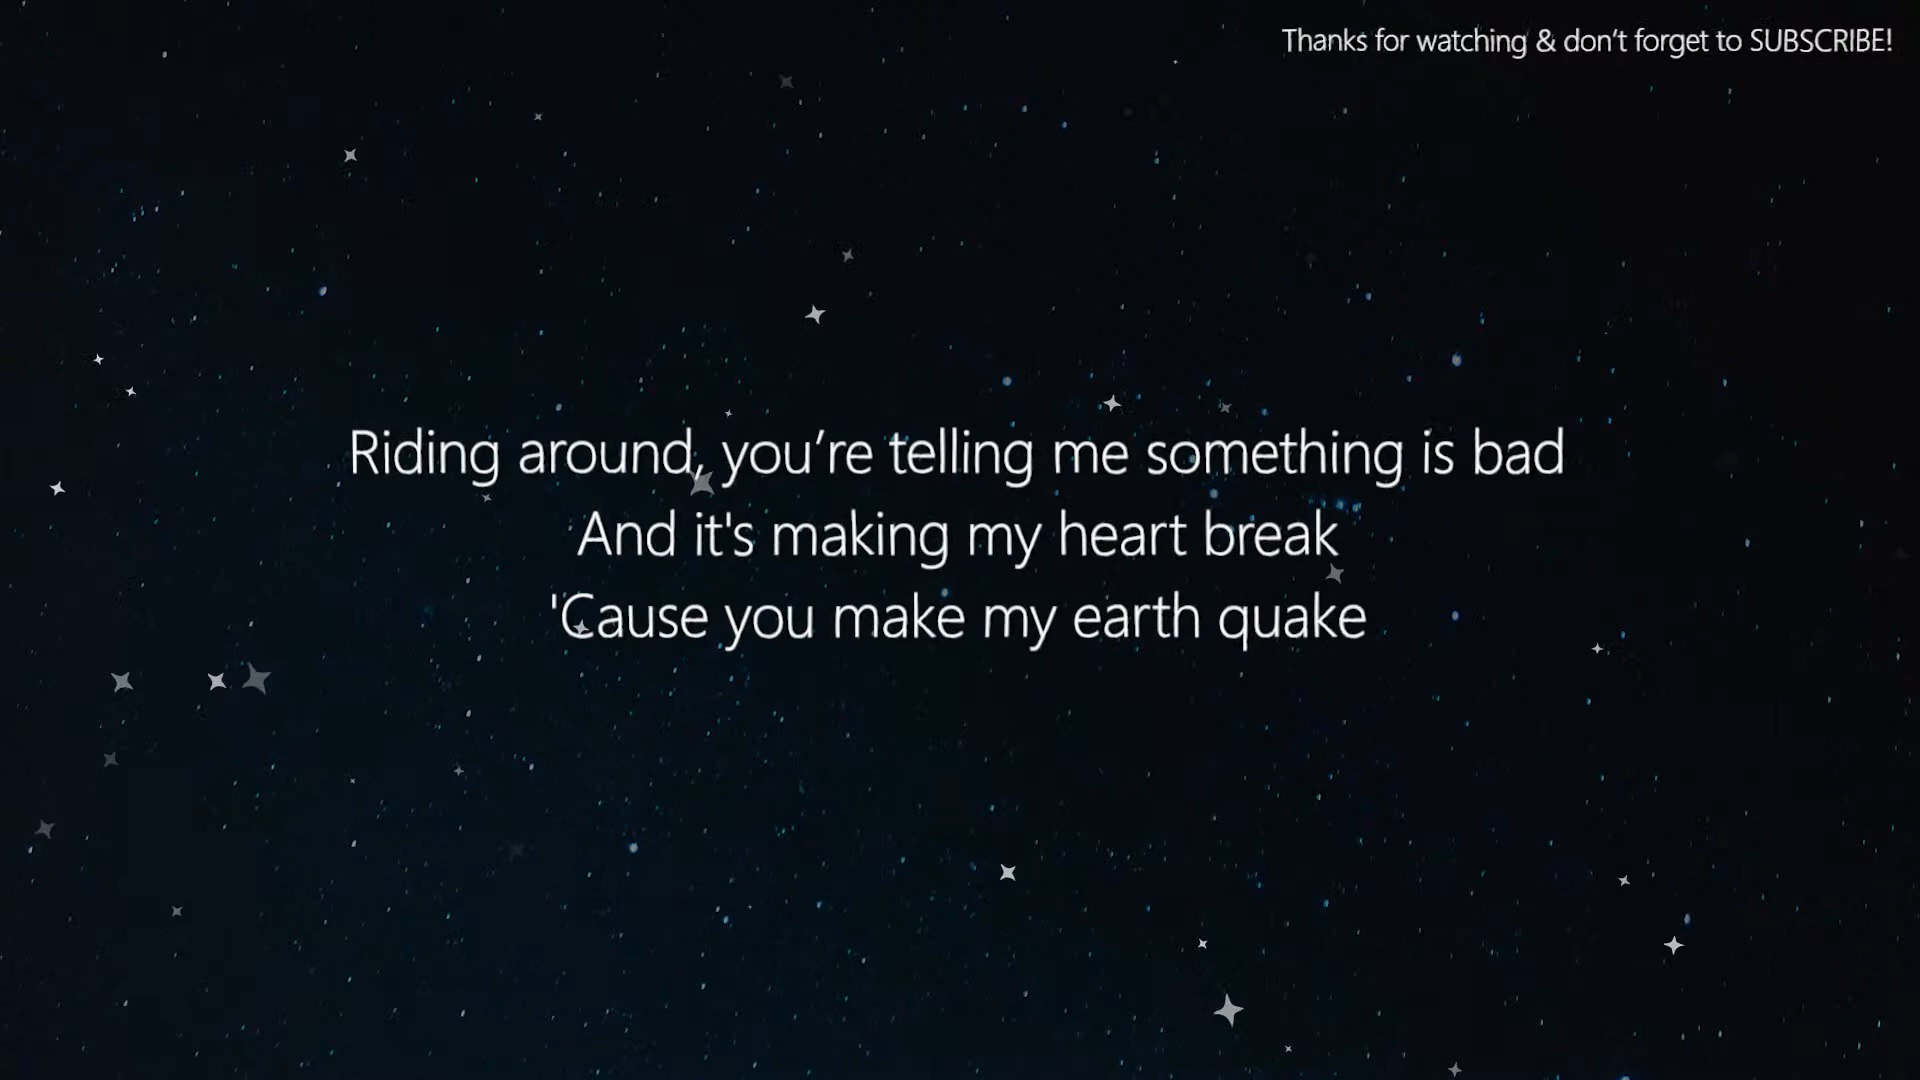 Thanks for watching & don’t forget to SUBSCRIBE!
Riding around, you’re telling me something is bad
And it's making my heart break
'Cause you make my earth quake